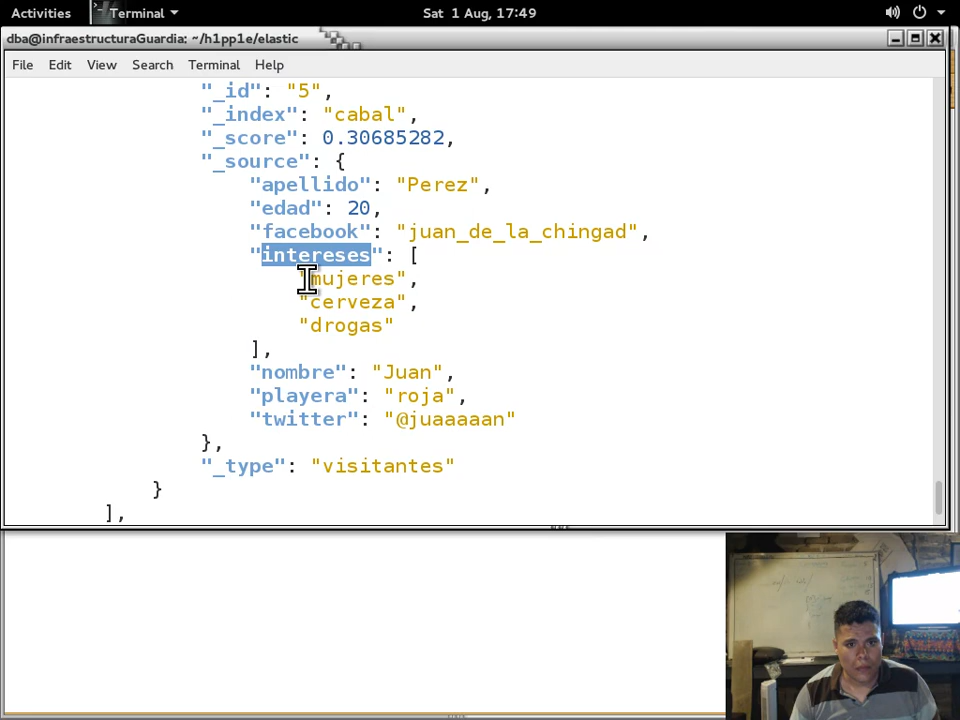 Activities Terminal Sat 1 Aug, 17:49
dba@infraestructuraGuardia: ~/h1pp1e/elastic
File Edit View Search Terminal Help
"_id": "5",
"_index": "cabal",
"_score": 0.30685282,
"_source": {
"apellido": "Perez",
"edad": 20,
"facebook": "juan_de_la_chingad",
"intereses": [
"mujeres",
"cerveza",
"drogas"
],
"nombre": "Juan",
"playera": "roja",
"twitter": "@juaaaaan"
},
"_type": "visitantes"
}
],